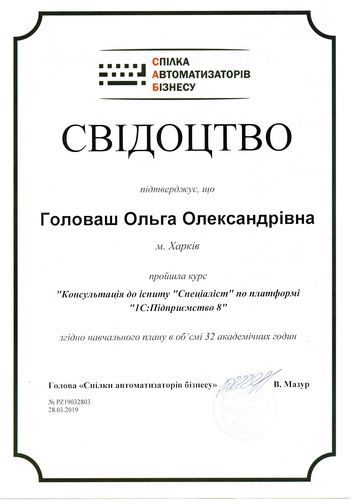 СПІЛКА
АВТОМАТИЗАТОРІВ
БІЗНЕСУ
СВІДОЦТВО
підтверджує, що
Головаш Ольга Олександрівна
м. Харків
пройшла курс
"Консультація до іспиту "Спеціаліст" по платформі
"1С:Підприємство 8"
згідно навчального плану в об'ємі 32 академічних годин
Голова «Спілки автоматизаторів бізнесу» В. Мазур
№ PZ19032803
28.03.2019